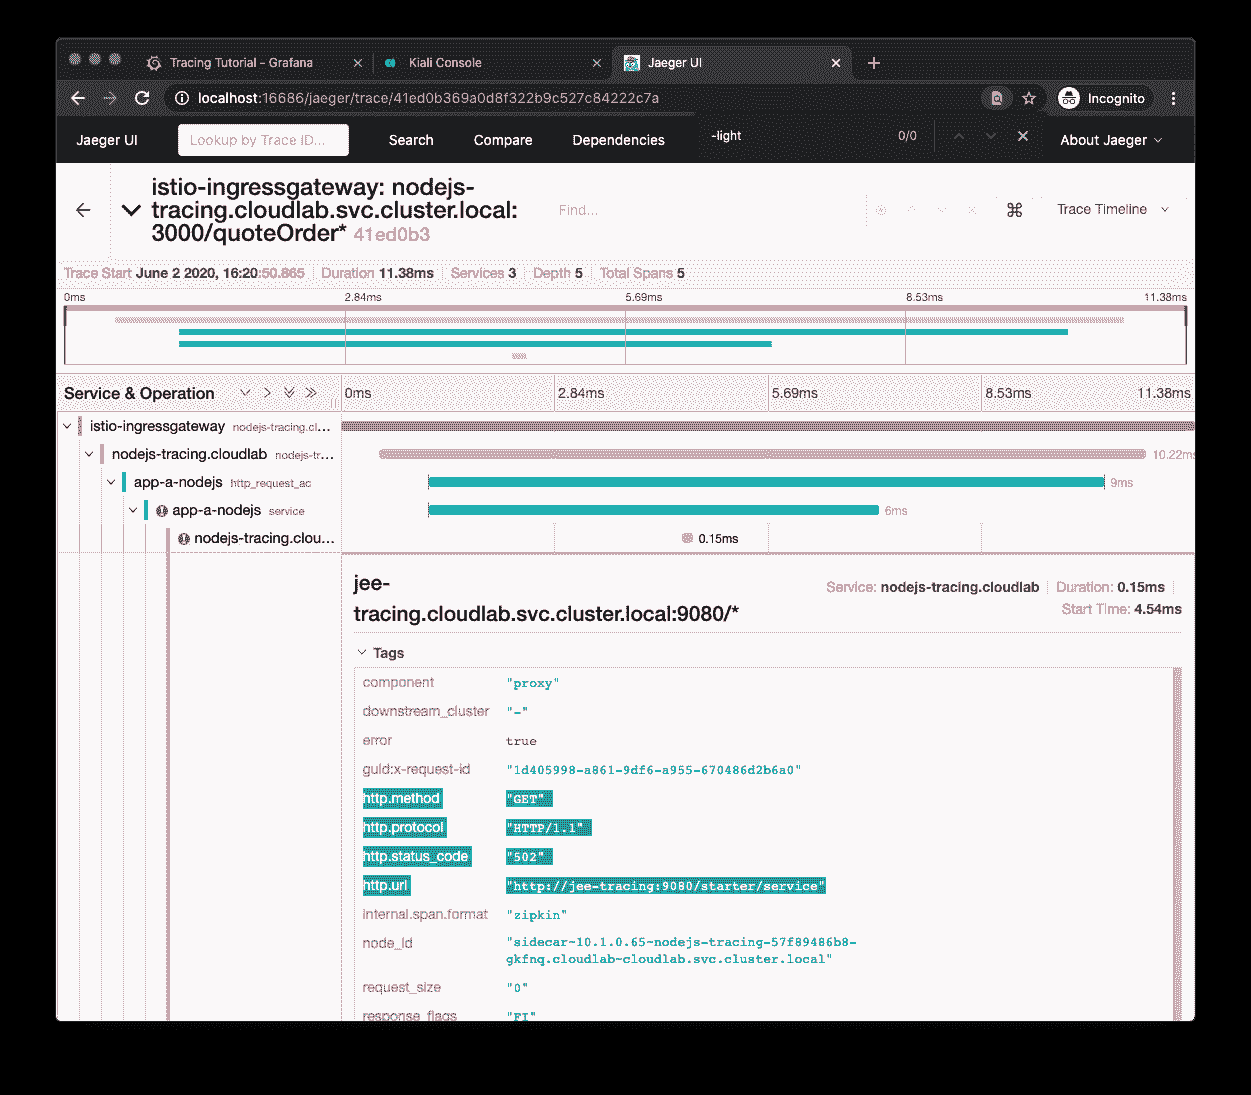 Tracing Tutorial - Grafana
Kiali Console
Jaeger UI
localhost:16686/jaeger/trace/41ed0b369a0d8f322b9c527c84222c7a
Incognito
Jaeger UI
Lookup by Trace ID...
Search
Compare
Dependencies
-light
0/0
About Jaeger
istio-ingressgateway: nodejs-
tracing.cloudlab.svc.cluster.local:
3000/quoteOrder* 41ed0b3
Find...
Trace Timeline
Trace Start June 2 2020, 16:20:50.865 Duration 11.38ms Services 3 Depth 5 Total Spans 5
0ms 2.84ms 5.69ms 8.53ms 11.38ms
Service & Operation 0ms 2.84ms 5.69ms 8.53ms 11.38ms
istio-ingressgateway nodejs-tracing.cl...
nodejs-tracing.cloudlab nodejs-tr... 10.22ms
app-a-nodejs http_request_ac 9ms
app-a-nodejs service 6ms
nodejs-tracing.clou... 0.15ms
jee-
tracing.cloudlab.svc.cluster.local:9080/*
Service: nodejs-tracing.cloudlab Duration: 0.15ms
Start Time: 4.54ms
Tags
component "proxy"
downstream_cluster "-"
error true
guid:x-request-id "1d405998-a861-9df6-a955-670486d2b6a0"
http.method "GET"
http.protocol "HTTP/1.1"
http.status_code "502"
http.url "http://jee-tracing:9080/starter/service"
internal.span.format "zipkin"
node_id "sidecar~10.1.0.65~nodejs-tracing-57f89486b8-
gkfnq.cloudlab~cloudlab.svc.cluster.local"
request_size "0"
response_flags "FI"